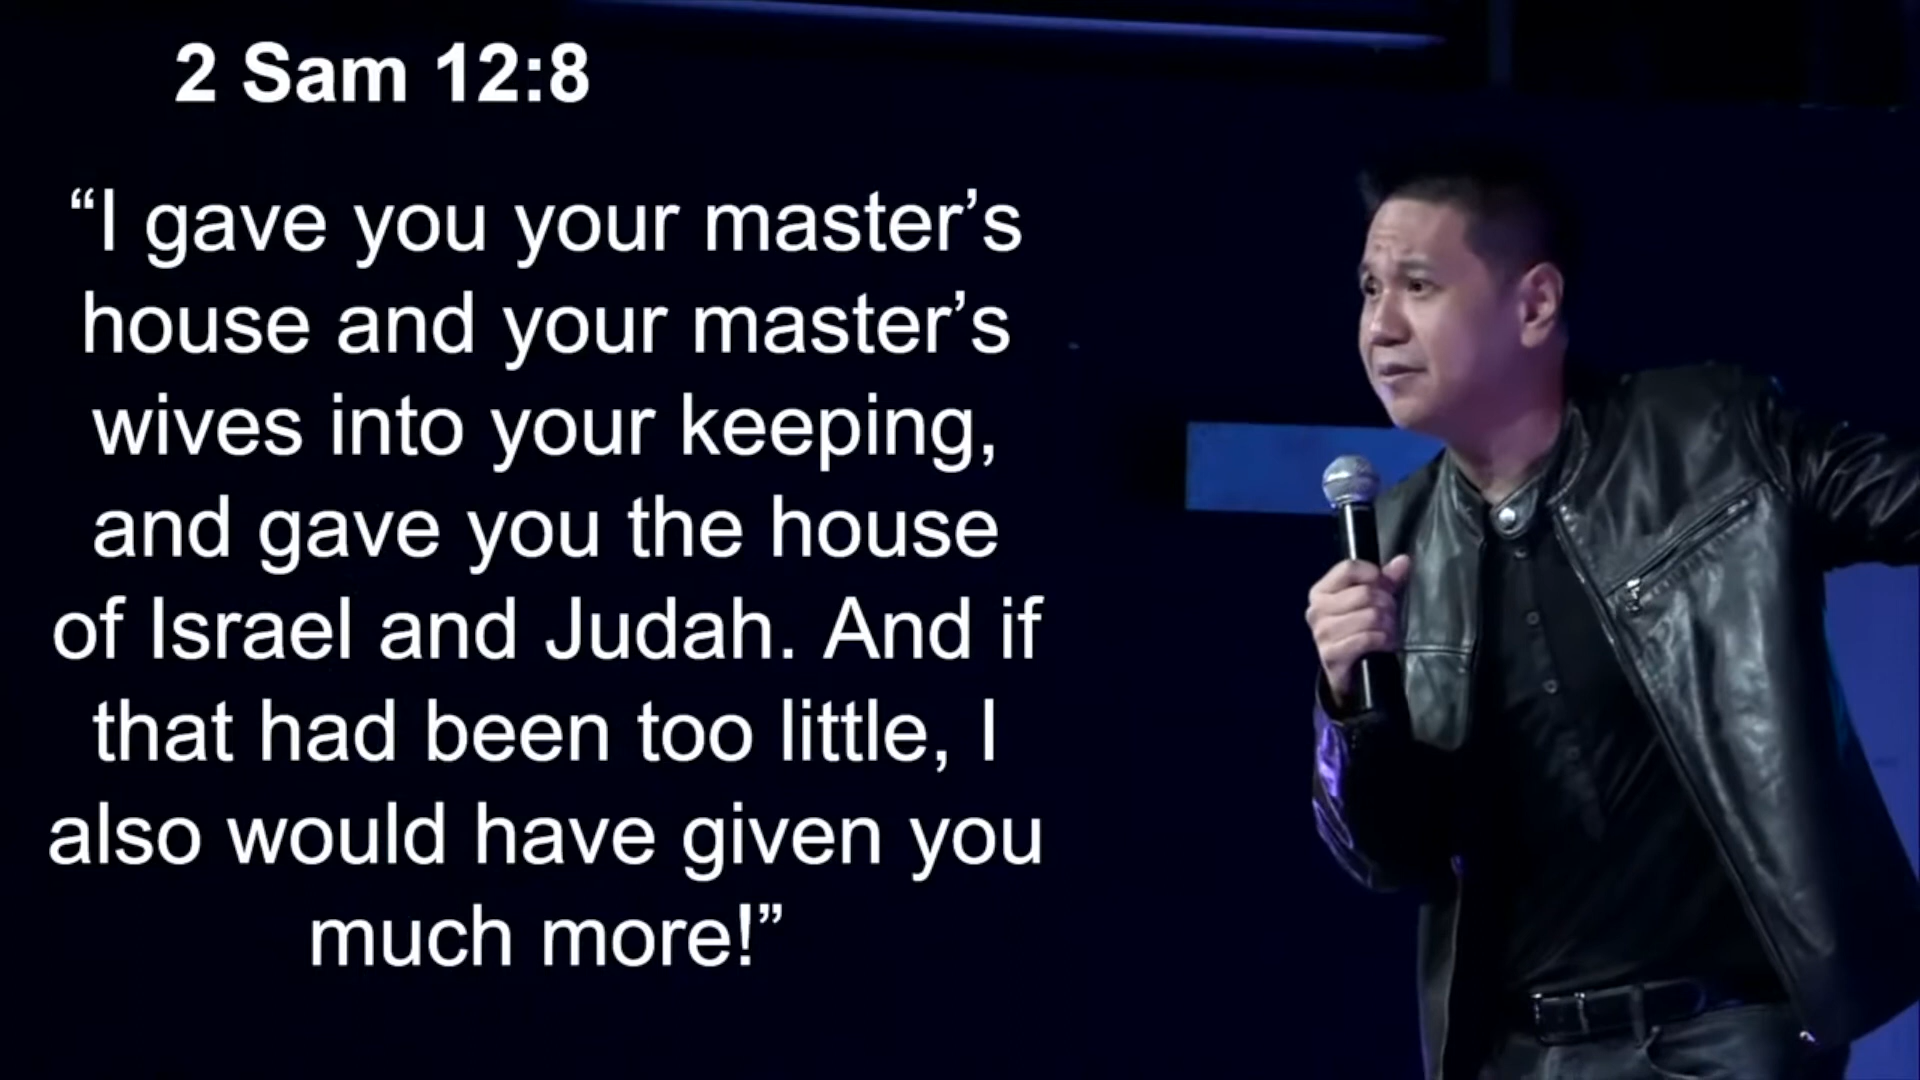 2 Sam 12:8
“I gave you your master’s
house and your master’s
wives into your keeping,
and gave you the house
of Israel and Judah. And if
that had been too little, I
also would have given you
much more!”